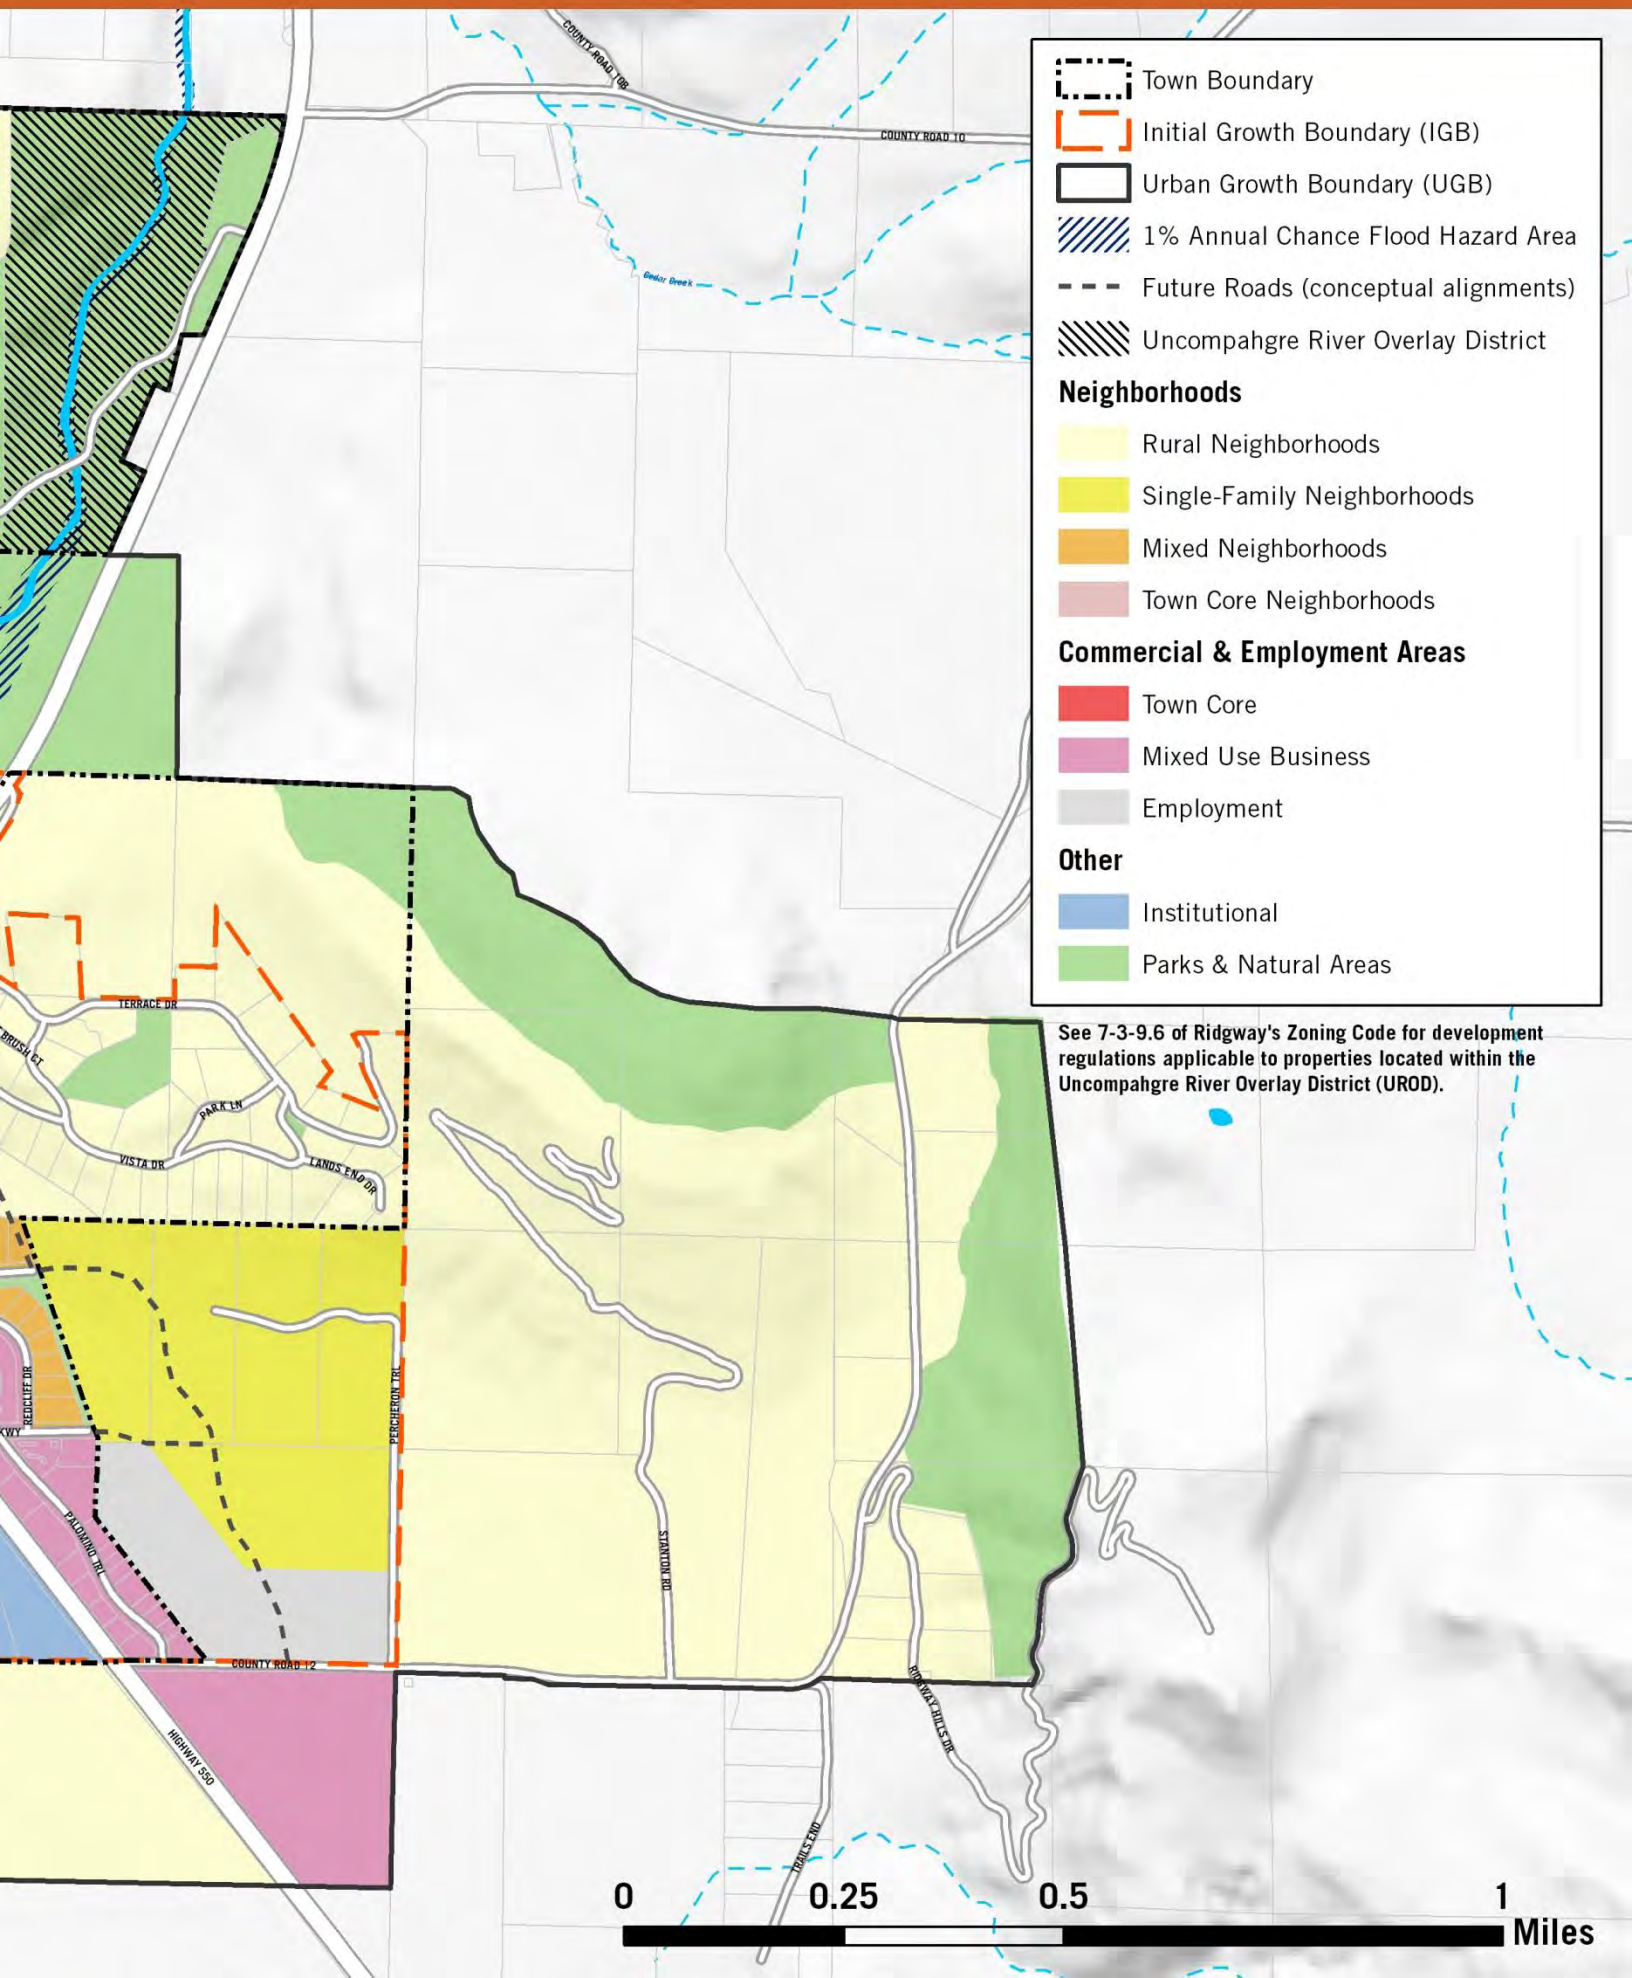 COUNTY ROAD 10B
COUNTY ROAD 10
Cedar Creek
Town Boundary
Initial Growth Boundary (IGB)
Urban Growth Boundary (UGB)
1% Annual Chance Flood Hazard Area
Future Roads (conceptual alignments)
Uncompahgre River Overlay District
Neighborhoods
Rural Neighborhoods
Single-Family Neighborhoods
Mixed Neighborhoods
Town Core Neighborhoods
Commercial & Employment Areas
Town Core
Mixed Use Business
Employment
Other
Institutional
Parks & Natural Areas
See 7-3-9.6 of Ridgway's Zoning Code for development
regulations applicable to properties located within the
Uncompahgre River Overlay District (UROD).
TERRACE DR
BRUSH CT
PARK LN
VISTA DR
LANDS END DR
REDCLIFF DR
PERCHERON TRL
KWY
PALOMINO TRL
STANTON RD
COUNTY ROAD 12
RIDGWAY HILLS DR
HIGHWAY 550
TRAILS END
0 0.25 0.5 1
Miles